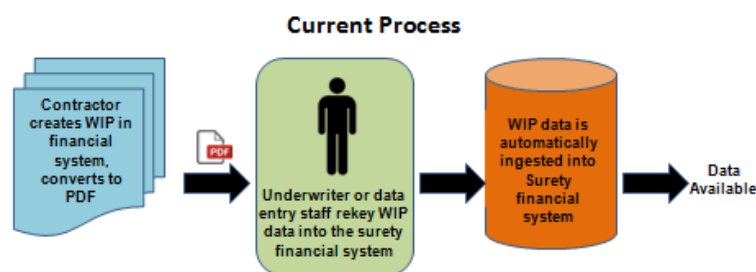 Current Process
Contractor
creates WIP in
financial
system,
converts to
PDF
PDF
Underwriter or data
entry staff rekey WIP
data into the surety
financial system
WIP data is
automatically
ingested into
Surety
financial
system
Data
Available